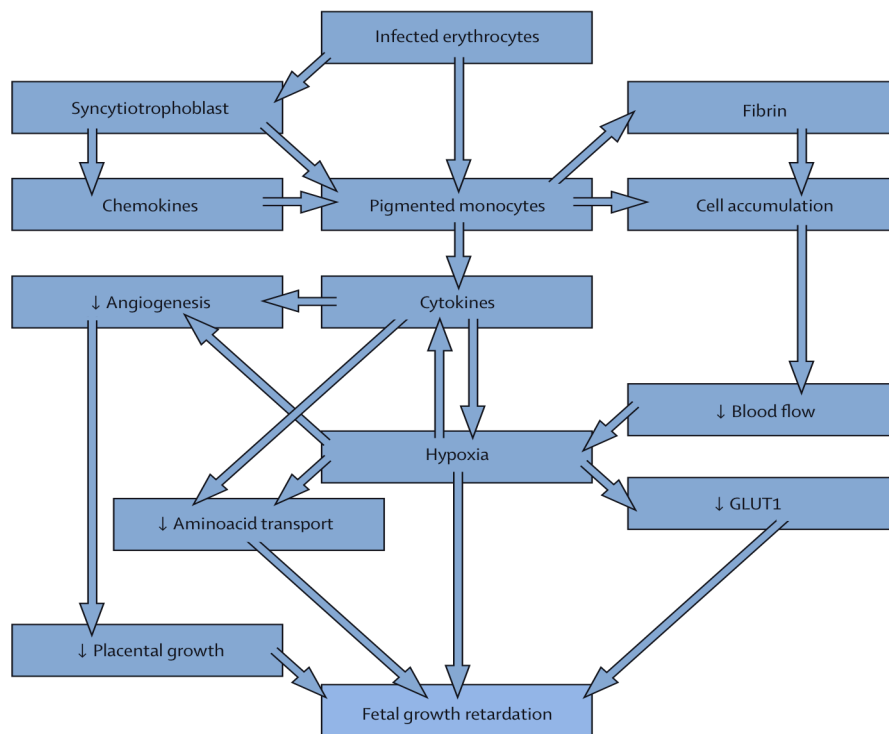 Infected erythrocytes
Syncytiotrophoblast
Fibrin
Chemokines
Pigmented monocytes
Cell accumulation
↓ Angiogenesis
Cytokines
↓ Blood flow
Hypoxia
↓ GLUT1
↓ Aminoacid transport
↓ Placental growth
Fetal growth retardation